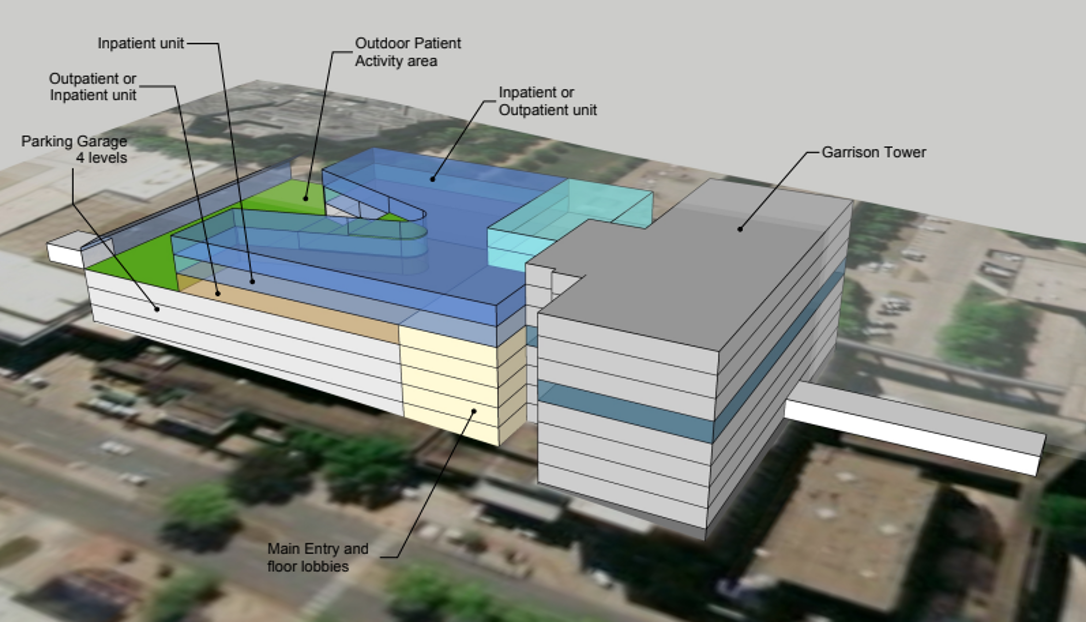 Inpatient unit
Outdoor Patient
Activity area
Outpatient or
Inpatient unit
Inpatient or
Outpatient unit
Parking Garage
4 levels
Garrison Tower
Main Entry and
floor lobbies